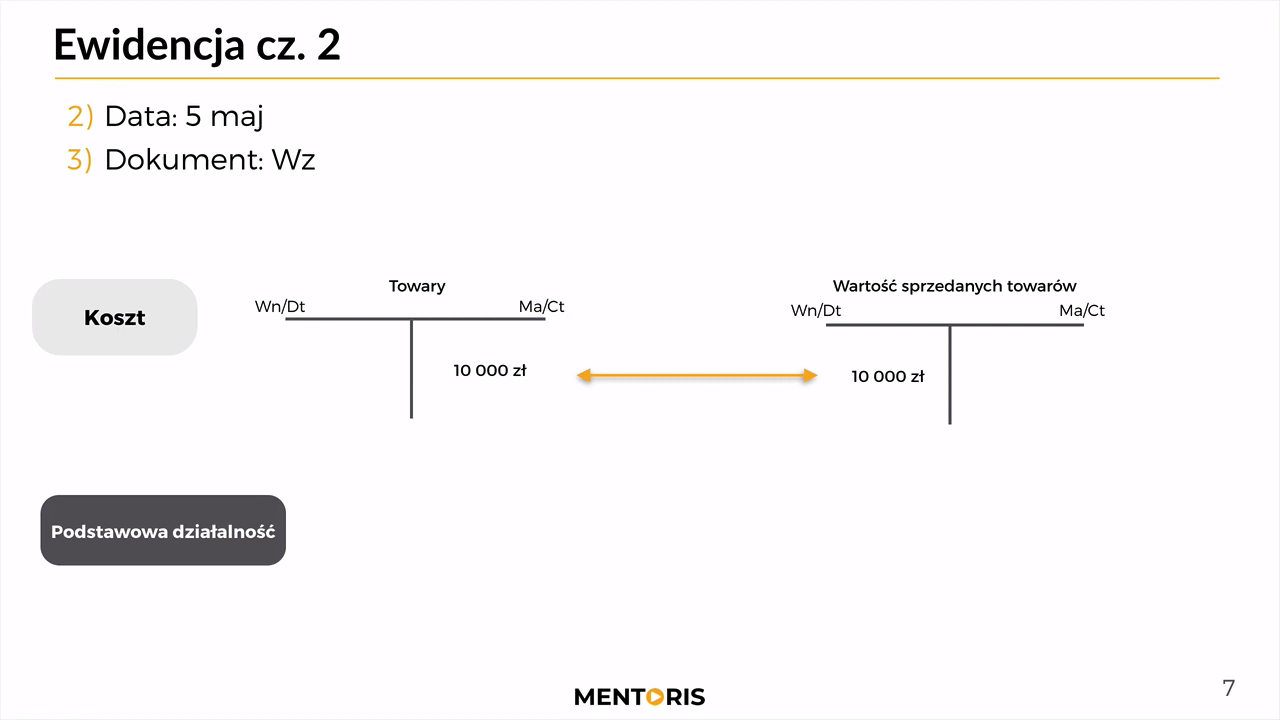 Ewidencja cz. 2
2) Data: 5 maj
3) Dokument: Wz
Koszt
Towary
Wn/Dt Ma/Ct
10 000 zł
Wartość sprzedanych towarów
Wn/Dt Ma/Ct
10 000 zł
Podstawowa działalność
MENTORIS
7